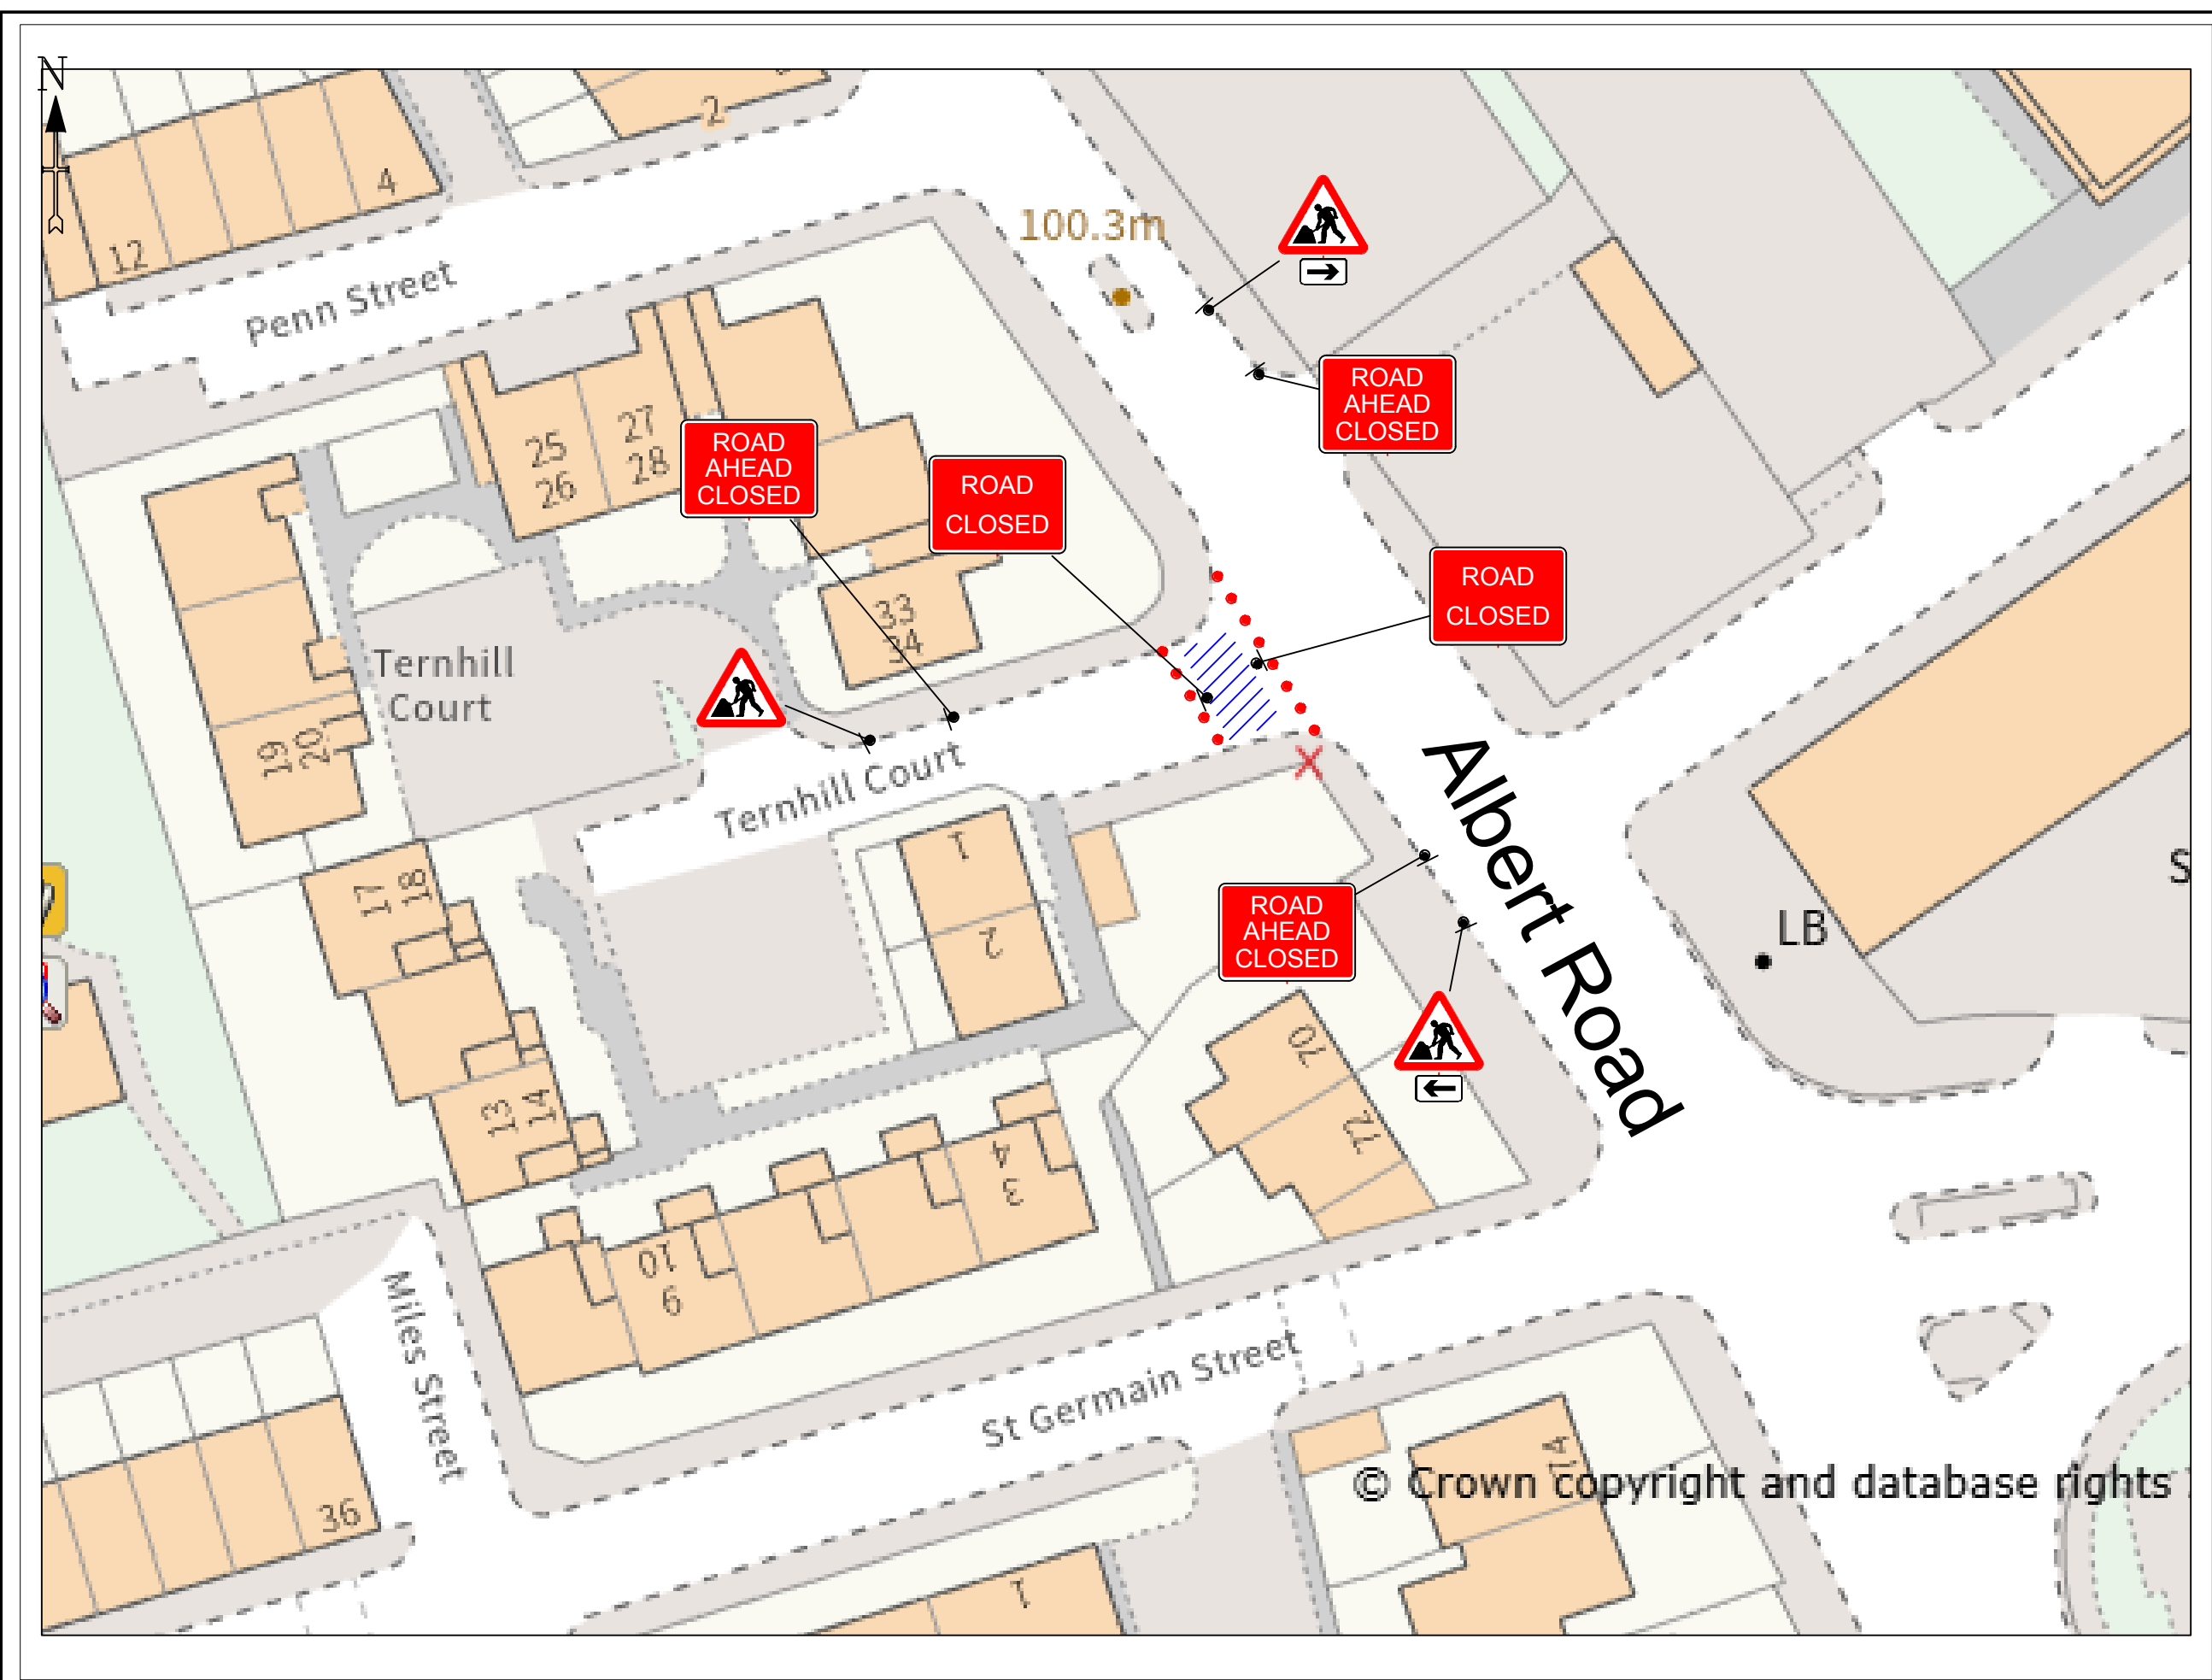 N
2
4
12
Penn Street
100.3m
ROAD
AHEAD
CLOSED
25
26
27
28
ROAD
AHEAD
CLOSED
ROAD
CLOSED
ROAD
CLOSED
33
34
Ternhill
Court
19
20
Ternhill Court
Albert Road
1
2
17
18
ROAD
AHEAD
CLOSED
LB
S
70
72
13
14
4
3
10
9
Miles Street
St Germain Street
36
74
1
© Crown copyright and database rights